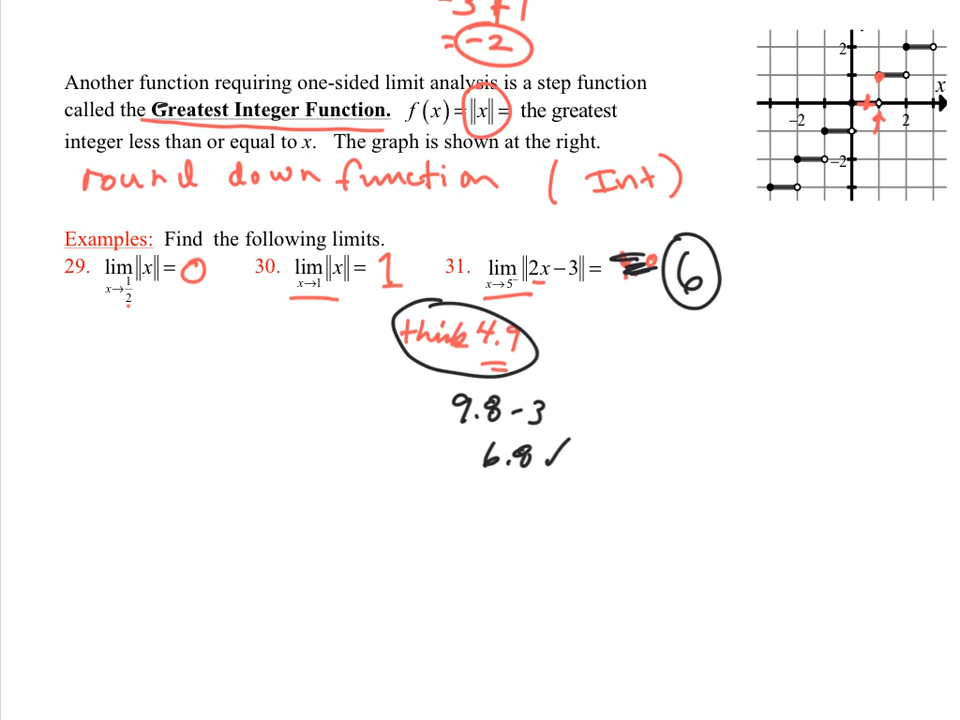 -3 + 1
= -2
Another function requiring one-sided limit analysis is a step function
called the Greatest Integer Function. f(x) = ‖x‖ = the greatest
integer less than or equal to x. The graph is shown at the right.
round down function (Int)
2
x
-2
2
-2
Examples: Find the following limits.
29. lim x→1/2 ‖x‖ = 0
30. lim x→1 ‖x‖ = 1
31. lim x→5⁻ ‖2x − 3‖ = 6
think 4.9
9.8 - 3
6.8 ✓